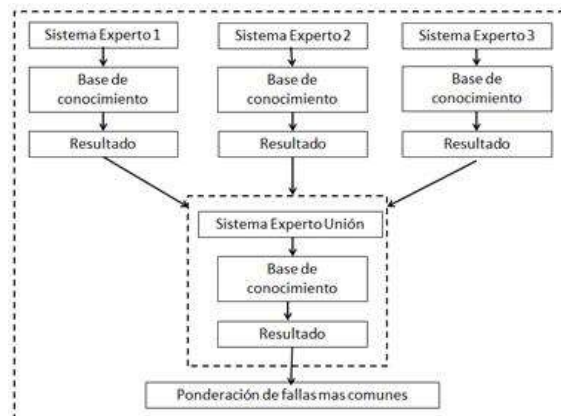 Sistema Experto 1
Sistema Experto 2
Sistema Experto 3
Base de
conocimiento
Base de
conocimiento
Base de
conocimiento
Resultado
Resultado
Resultado
Sistema Experto Unión
Base de
conocimiento
Resultado
Ponderación de fallas mas comunes